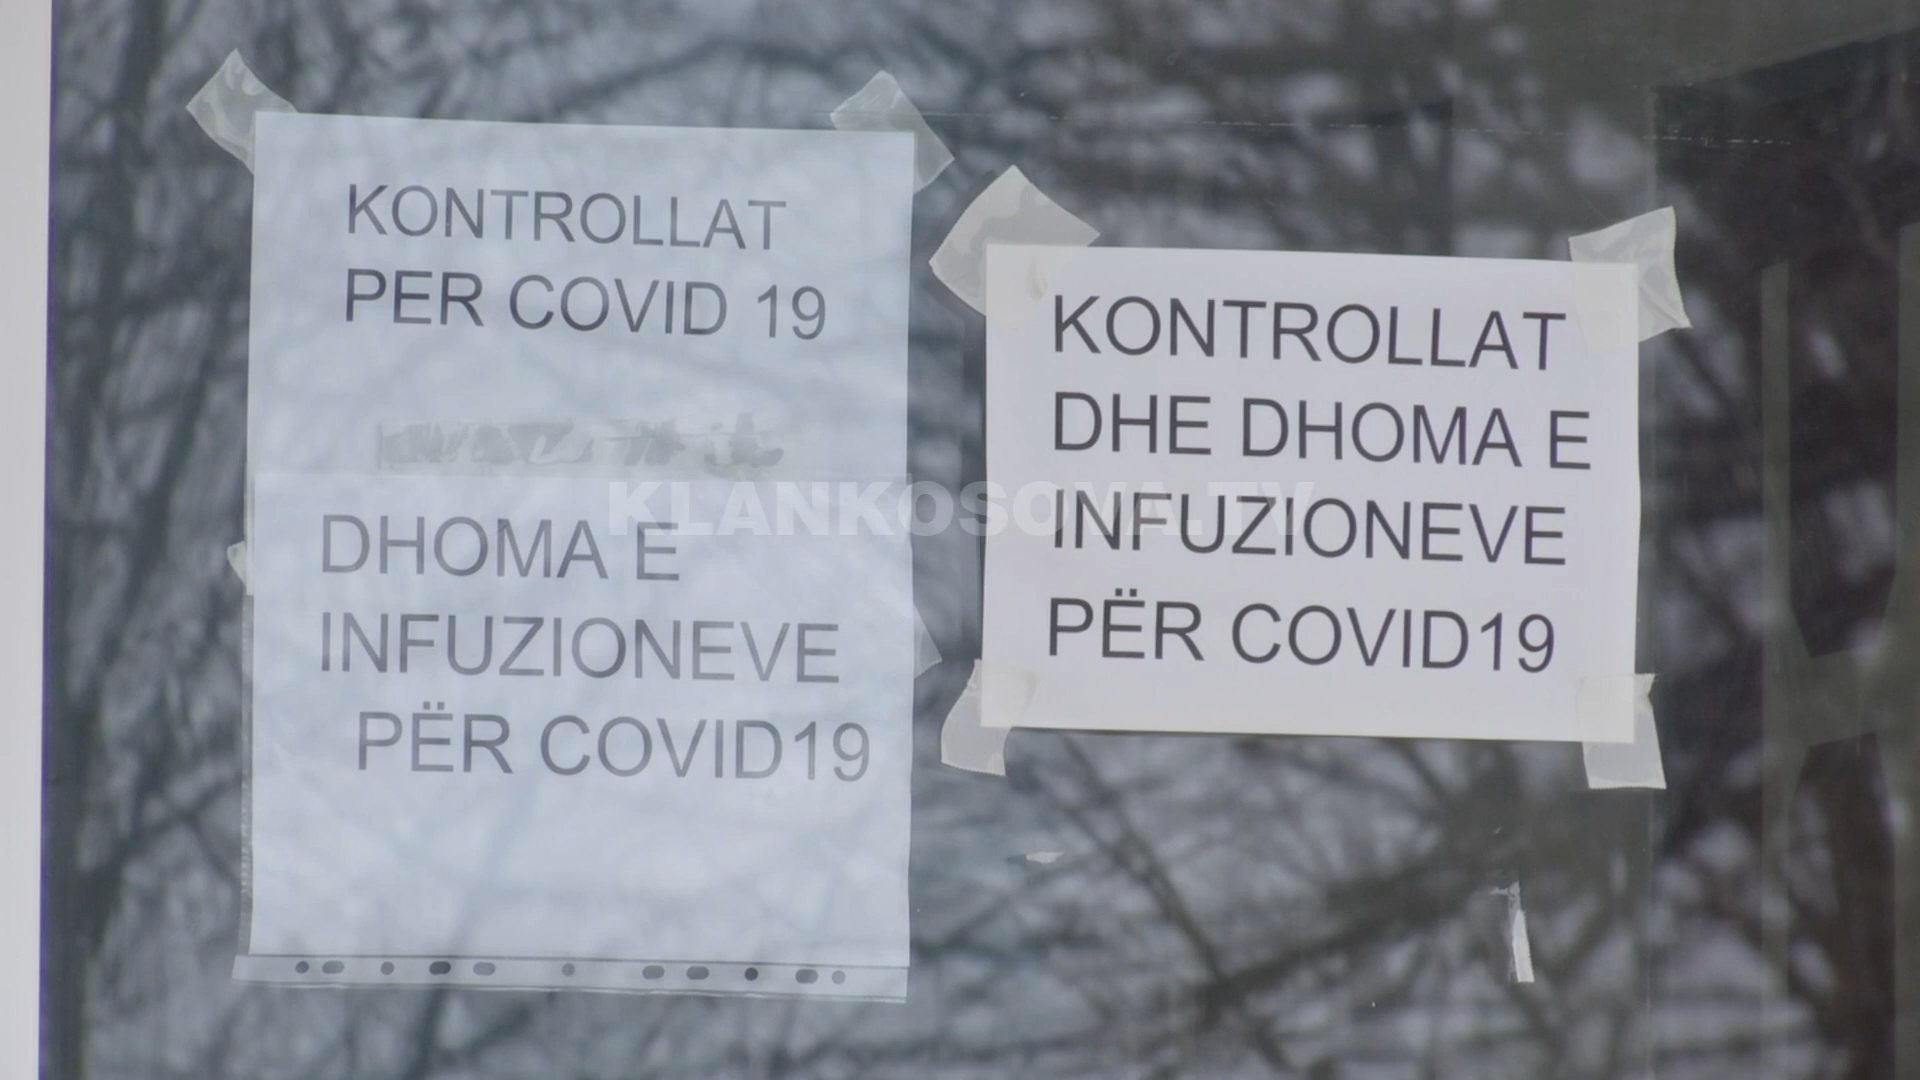 KONTROLLAT
PER COVID 19
DHOMA E
INFUZIONEVE
PËR COVID19
KONTROLLAT
DHE DHOMA E
INFUZIONEVE
PËR COVID19
KLANKOSOVA.TV